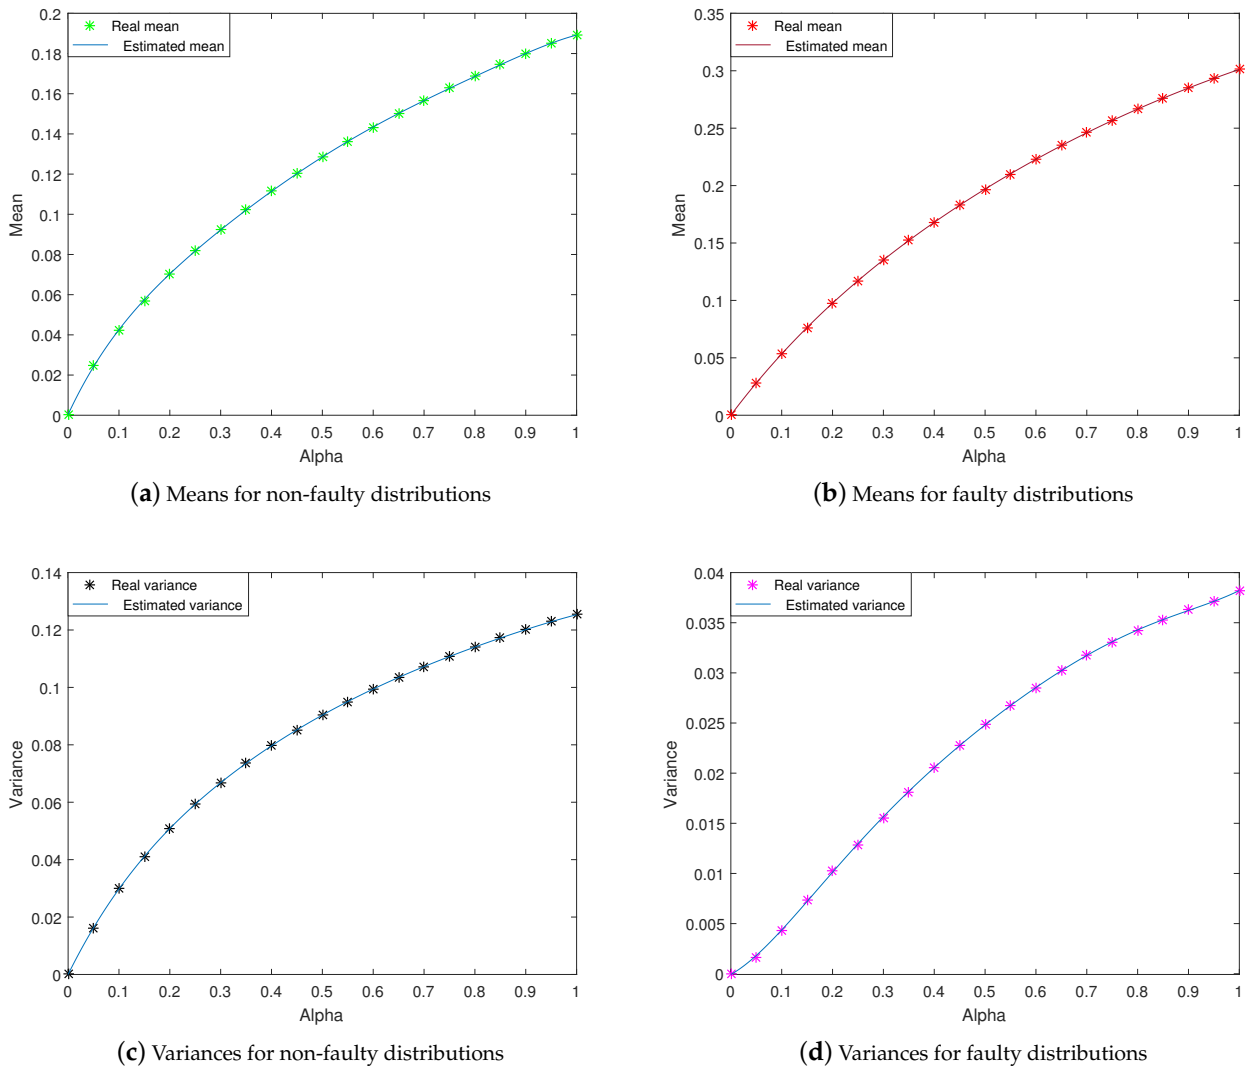 0.2
0.18
0.16
0.14
0.12
0.1
0.08
0.06
0.04
0.02
0
Mean
Real mean
Estimated mean
0 0.1 0.2 0.3 0.4 0.5 0.6 0.7 0.8 0.9 1
Alpha
(a) Means for non-faulty distributions
0.35
0.3
0.25
0.2
0.15
0.1
0.05
0
Mean
Real mean
Estimated mean
0 0.1 0.2 0.3 0.4 0.5 0.6 0.7 0.8 0.9 1
Alpha
(b) Means for faulty distributions
0.14
0.12
0.1
0.08
0.06
0.04
0.02
0
Variance
Real variance
Estimated variance
0 0.1 0.2 0.3 0.4 0.5 0.6 0.7 0.8 0.9 1
Alpha
(c) Variances for non-faulty distributions
0.04
0.035
0.03
0.025
0.02
0.015
0.01
0.005
0
Variance
Real variance
Estimated variance
0 0.1 0.2 0.3 0.4 0.5 0.6 0.7 0.8 0.9 1
Alpha
(d) Variances for faulty distributions